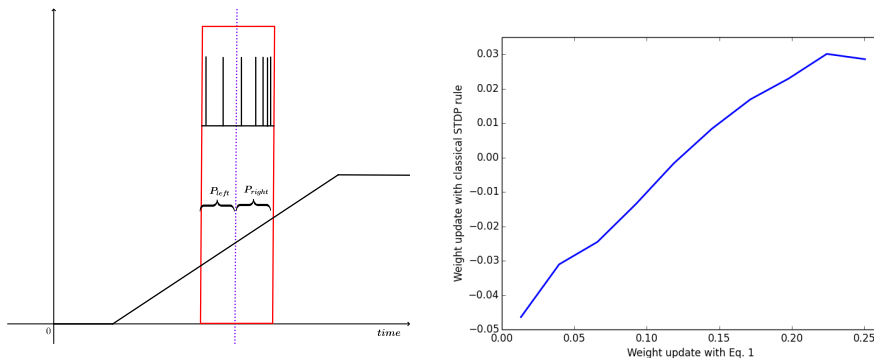 P_left P_right
0
time
Weight update with classical STDP rule
0.03
0.02
0.01
0.00
−0.01
−0.02
−0.03
−0.04
−0.05
0.00 0.05 0.10 0.15 0.20 0.25
Weight update with Eq. 1